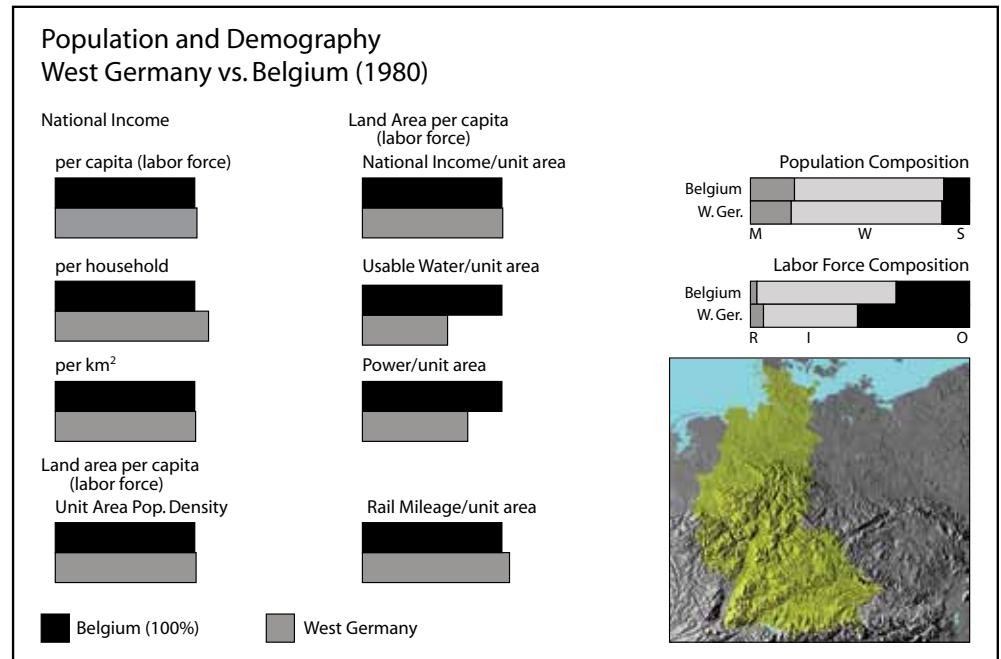 Population and Demography
West Germany vs. Belgium (1980)
National Income
per capita (labor force)
per household
per km²
Land area per capita
(labor force)
Unit Area Pop. Density
Land Area per capita
(labor force)
National Income/unit area
Usable Water/unit area
Power/unit area
Rail Mileage/unit area
Population Composition
Belgium
W. Ger.
M W S
Labor Force Composition
Belgium
W. Ger.
R I O
Belgium (100%)
West Germany